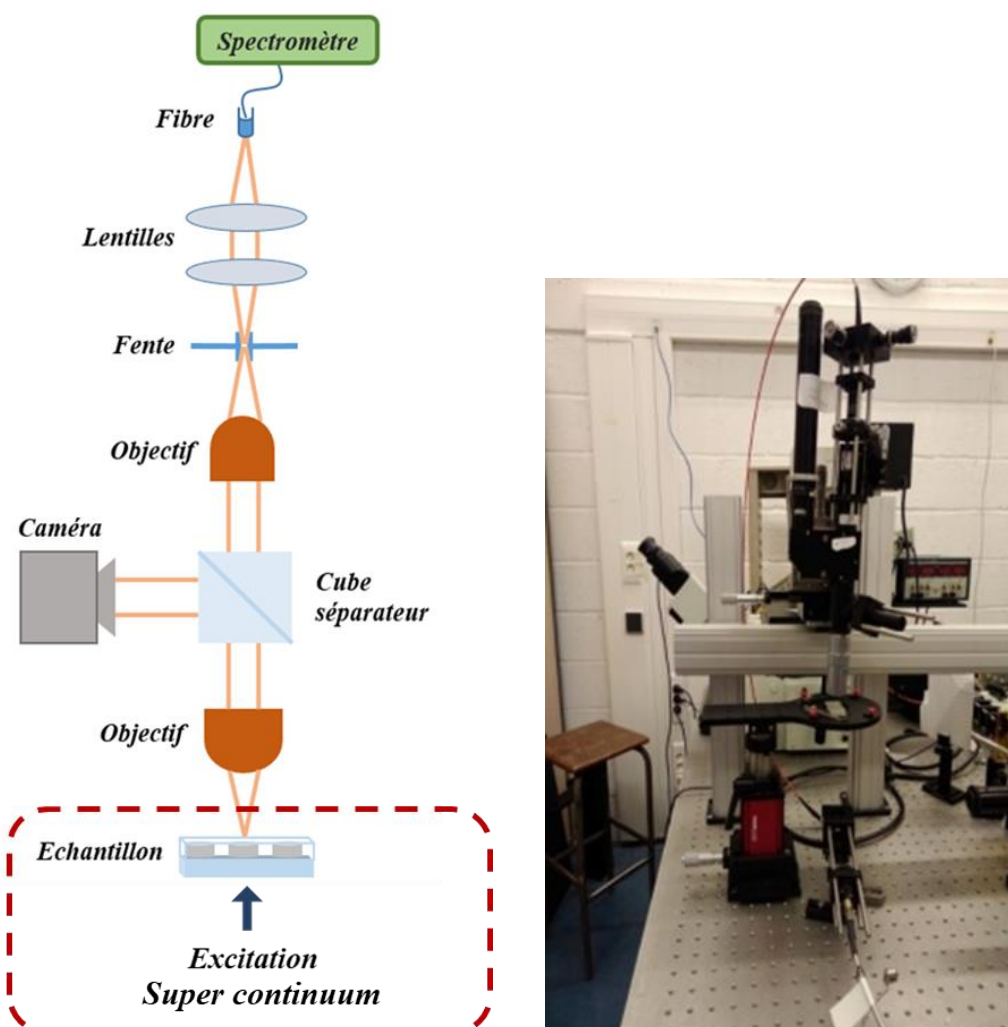 Spectromètre
Fibre
Lentilles
Fente
Objectif
Caméra
Cube
séparateur
Objectif
Echantillon
Excitation
Super continuum